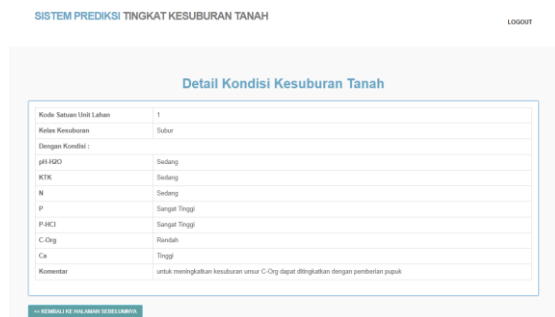 SISTEM PREDIKSI TINGKAT KESUBURAN TANAH
LOGOUT
Detail Kondisi Kesuburan Tanah
Kode Satuan Unit Lahan 1
Kelas Kesuburan Subur
Dengan Kondisi :
pH-H2O Sedang
KTK Sedang
N Sedang
P Sangat Tinggi
P-HCl Sangat Tinggi
C-Org Rendah
Ca Tinggi
Komentar untuk meningkatkan kesuburan unsur C-Org dapat ditingkatkan dengan pemberian pupuk
<< KEMBALI KE HALAMAN SEBELUMNYA